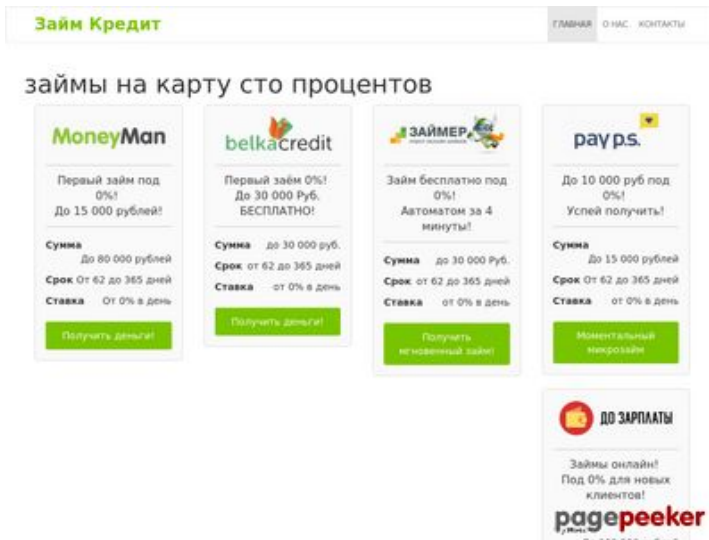 Займ Кредит
ГЛАВНАЯ О НАС КОНТАКТЫ
займы на карту сто процентов
MoneyMan
Первый займ под
0%!
До 15 000 рублей!
Сумма
До 80 000 рублей
Срок От 62 до 365 дней
Ставка От 0% в день
Получить деньги!
belkacredit
Первый заём 0%!
До 30 000 Руб.
БЕСПЛАТНО!
Сумма до 30 000 руб.
Срок от 62 до 365 дней
Ставка от 0% в день
Получить деньги!
ЗАЙМЕР
Займ бесплатно под
0%!
Автоматом за 4
минуты!
Сумма до 30 000 Руб.
Срок от 62 до 365 дней
Ставка от 0% в день
Получить
мгновенный займ!
pay p.s.
До 10 000 руб под
0%!
Успей получить!
Сумма
До 15 000 рублей
Срок От 62 до 365 дней
Ставка от 0% в день
Моментальный
микрозайм
ДО ЗАРПЛАТЫ
Займы онлайн!
Под 0% для новых
клиентов!
pagepeeker